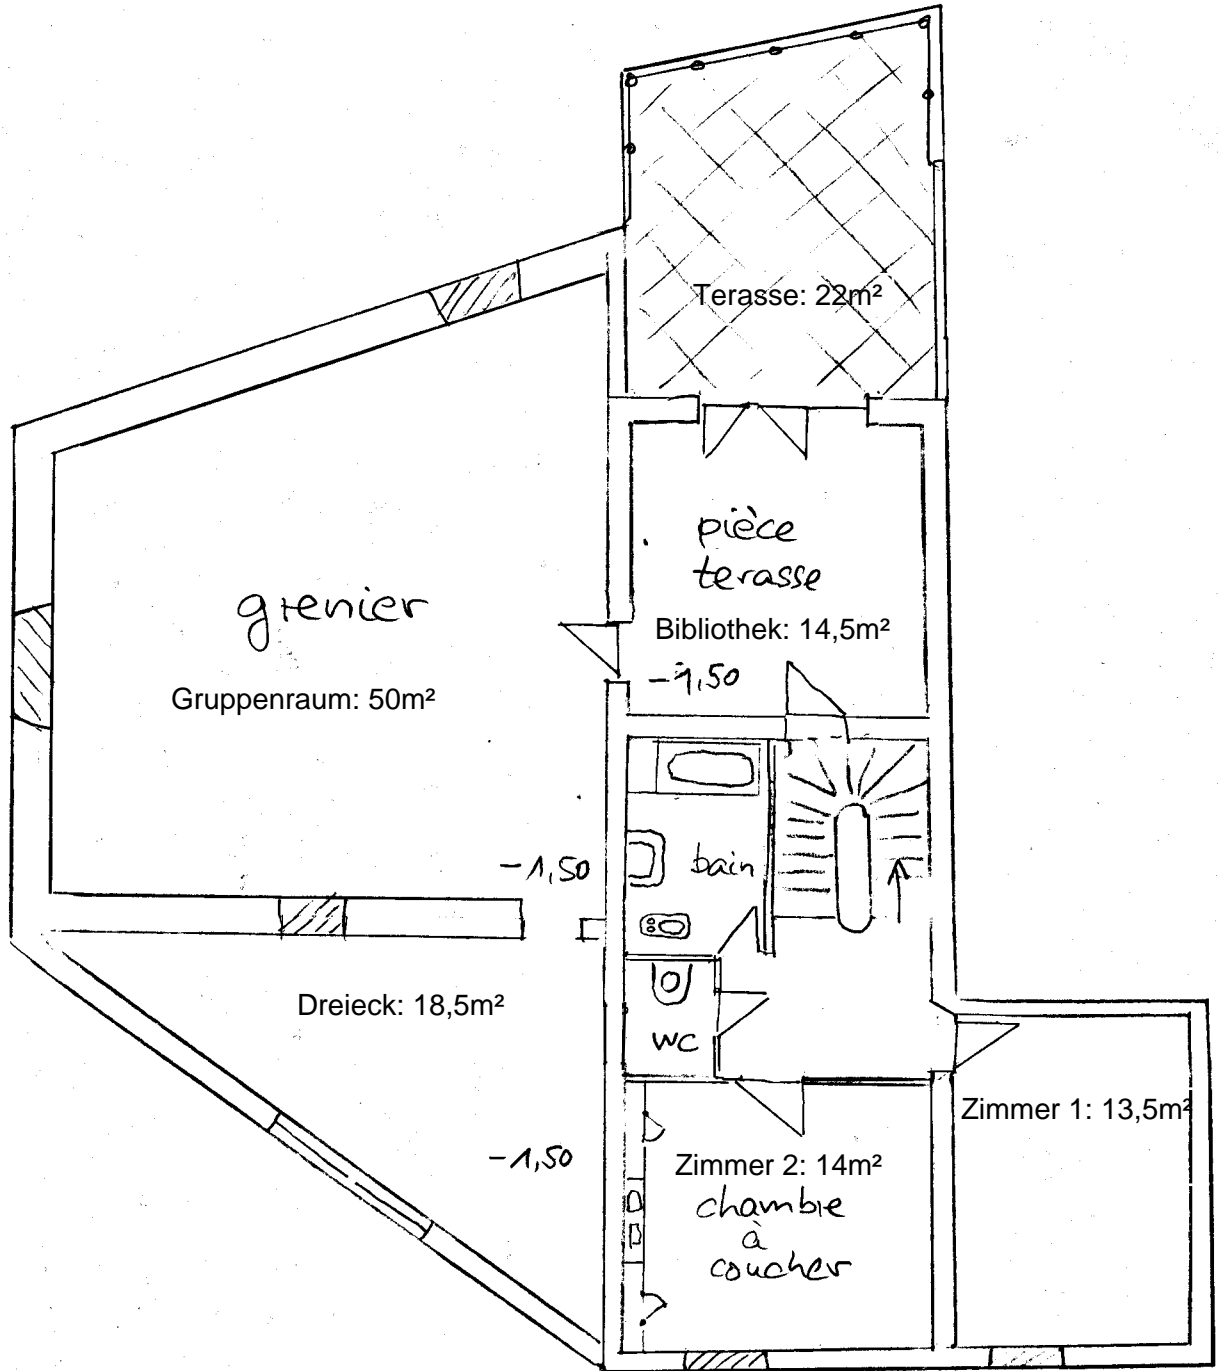 Terasse: 22m²
pièce
terasse
Bibliothek: 14,5m²
-1,50
grenier
Gruppenraum: 50m²
-1,50
bain
Dreieck: 18,5m²
wc
-1,50
Zimmer 1: 13,5m²
Zimmer 2: 14m²
chambre
à
coucher